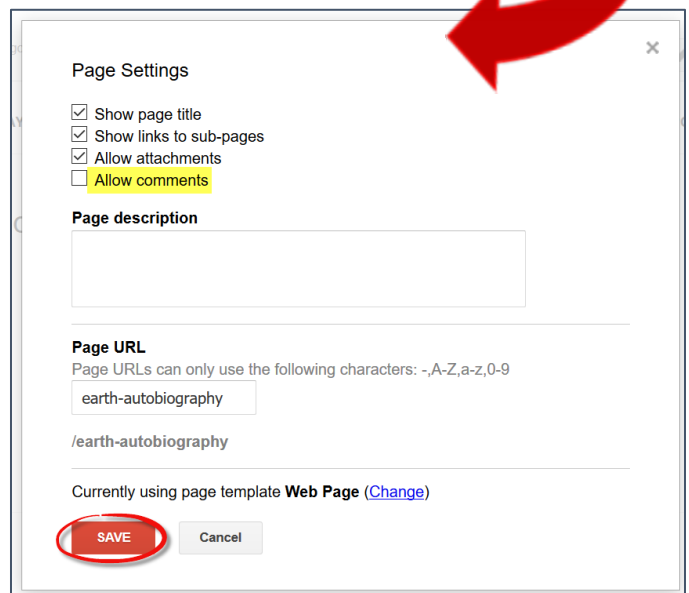 Page Settings
Show page title
Show links to sub-pages
Allow attachments
Allow comments
Page description
Page URL
Page URLs can only use the following characters: -,A-Z,a-z,0-9
earth-autobiography
/earth-autobiography
Currently using page template Web Page (Change)
SAVE Cancel